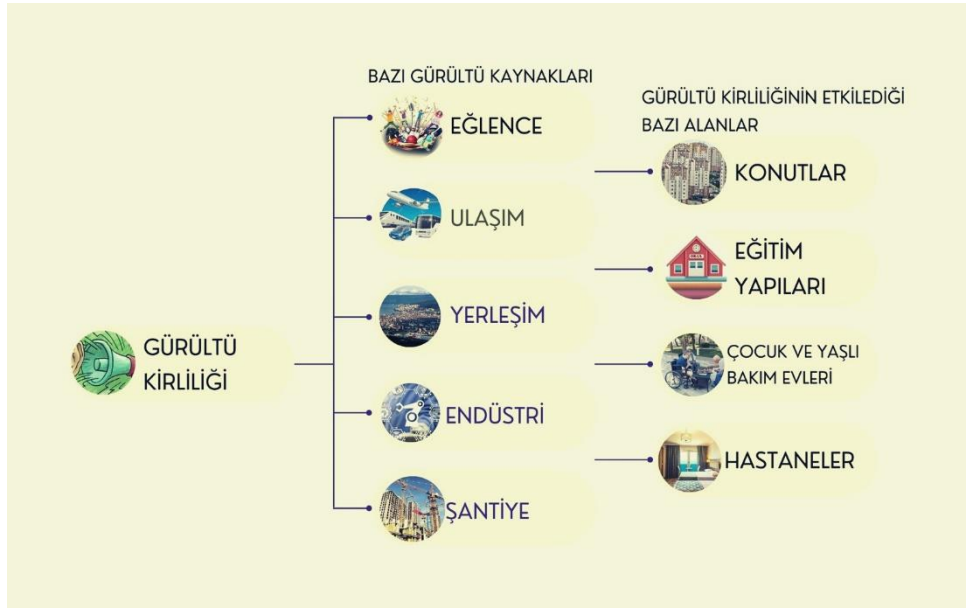 GÜRÜLTÜ
KİRLİLİĞİ
BAZI GÜRÜLTÜ KAYNAKLARI
EĞLENCE
ULAŞIM
YERLEŞİM
ENDÜSTRİ
ŞANTİYE
GÜRÜLTÜ KİRLİLİĞİNİN ETKİLEDİĞİ
BAZI ALANLAR
KONUTLAR
EĞİTİM
YAPILARI
ÇOCUK VE YAŞLI
BAKIM EVLERİ
HASTANELER